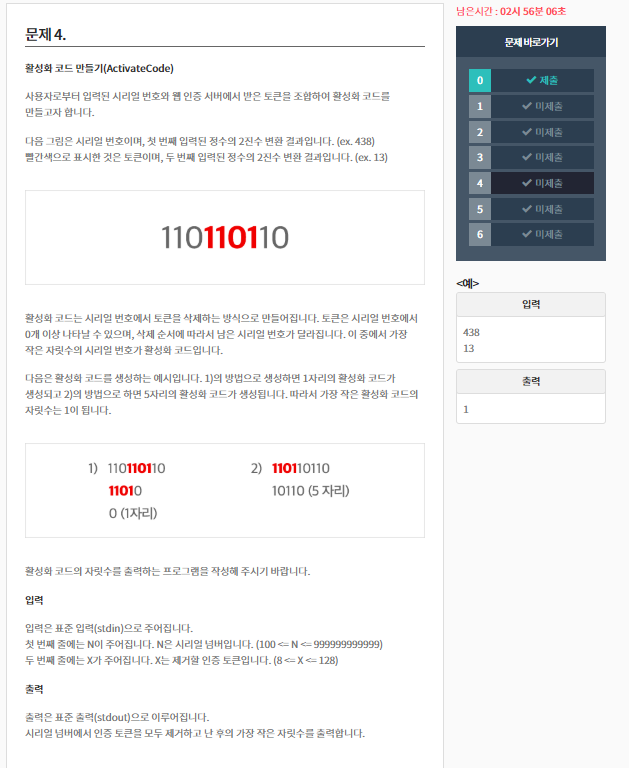 문제 4.
활성화 코드 만들기(ActivateCode)
사용자로부터 입력된 시리얼 번호와 웹 인증 서버에서 받은 토큰을 조합하여 활성화 코드를
만들고자 합니다.
다음 그림은 시리얼 번호이며, 첫 번째 입력된 정수의 2진수 변환 결과입니다. (ex. 438)
빨간색으로 표시한 것은 토큰이며, 두 번째 입력된 정수의 2진수 변환 결과입니다. (ex. 13)
110110110
활성화 코드는 시리얼 번호에서 토큰을 삭제하는 방식으로 만들어집니다. 토큰은 시리얼 번호에서
0개 이상 나타날 수 있으며, 삭제 순서에 따라서 남은 시리얼 번호가 달라집니다. 이 중에서 가장
작은 자릿수의 시리얼 번호가 활성화 코드입니다.
다음은 활성화 코드를 생성하는 예시입니다. 1)의 방법으로 생성하면 1자리의 활성화 코드가
생성되고 2)의 방법으로 하면 5자리의 활성화 코드가 생성됩니다. 따라서 가장 작은 활성화 코드의
자릿수는 1이 됩니다.
1) 110110110
11010
0 (1자리)
2) 110110110
10110 (5 자리)
활성화 코드의 자릿수를 출력하는 프로그램을 작성해 주시기 바랍니다.
입력
입력은 표준 입력(stdin)으로 주어집니다.
첫 번째 줄에는 N이 주어집니다. N은 시리얼 넘버입니다. (100 <= N <= 999999999999)
두 번째 줄에는 X가 주어집니다. X는 제거할 인증 토큰입니다. (8 <= X <= 128)
출력
출력은 표준 출력(stdout)으로 이루어집니다.
시리얼 넘버에서 인증 토큰을 모두 제거하고 난 후의 가장 작은 자릿수를 출력합니다.
남은시간 : 02시 56분 06초
문제 바로가기
0 ✔ 제출
1 ✔ 미제출
2 ✔ 미제출
3 ✔ 미제출
4 ✔ 미제출
5 ✔ 미제출
6 ✔ 미제출
<예>
입력
438
13
출력
1